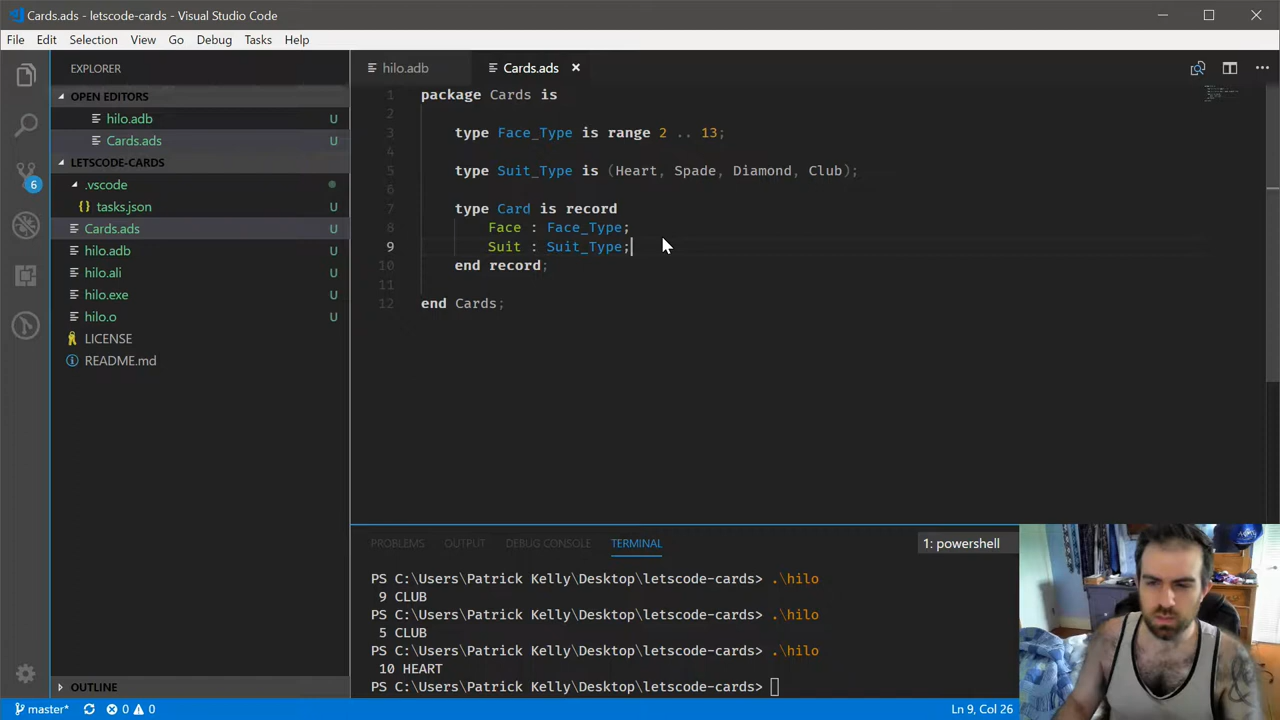 Cards.ads - letscode-cards - Visual Studio Code
File Edit Selection View Go Debug Tasks Help
EXPLORER
OPEN EDITORS
hilo.adb U
Cards.ads U
LETSCODE-CARDS
.vscode
tasks.json U
Cards.ads U
hilo.adb U
hilo.ali U
hilo.exe U
hilo.o U
LICENSE
README.md
OUTLINE
6
hilo.adb Cards.ads
1 package Cards is
2
3 type Face_Type is range 2 .. 13;
4
5 type Suit_Type is (Heart, Spade, Diamond, Club);
6
7 type Card is record
8 Face : Face_Type;
9 Suit : Suit_Type;
10 end record;
11
12 end Cards;
PROBLEMS OUTPUT DEBUG CONSOLE TERMINAL 1: powershell
PS C:\Users\Patrick Kelly\Desktop\letscode-cards> .\hilo
9 CLUB
PS C:\Users\Patrick Kelly\Desktop\letscode-cards> .\hilo
5 CLUB
PS C:\Users\Patrick Kelly\Desktop\letscode-cards> .\hilo
10 HEART
PS C:\Users\Patrick Kelly\Desktop\letscode-cards>
master* 0 0 Ln 9, Col 26